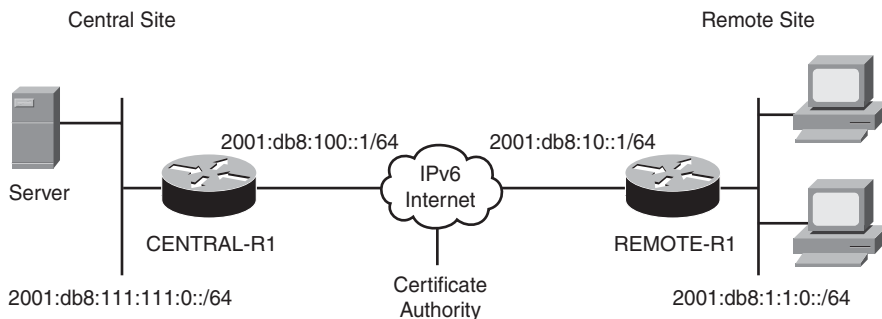 Central Site
Remote Site
2001:db8:100::1/64
2001:db8:10::1/64
IPv6
Internet
Server
CENTRAL-R1
REMOTE-R1
Certificate
Authority
2001:db8:111:111:0::/64
2001:db8:1:1:0::/64